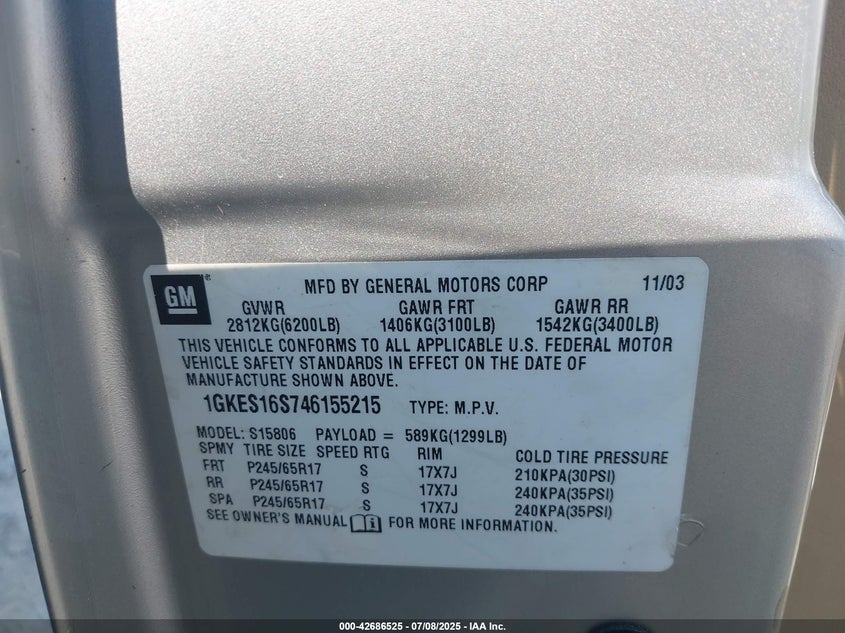 GM ®
MFD BY GENERAL MOTORS CORP 11/03
GVWR GAWR FRT GAWR RR
2812KG(6200LB) 1406KG(3100LB) 1542KG(3400LB)
THIS VEHICLE CONFORMS TO ALL APPLICABLE U.S. FEDERAL MOTOR
VEHICLE SAFETY STANDARDS IN EFFECT ON THE DATE OF
MANUFACTURE SHOWN ABOVE.
1GKES16S746155215 TYPE: M.P.V.
MODEL: S15806 PAYLOAD = 589KG(1299LB)
SPMY TIRE SIZE SPEED RTG RIM COLD TIRE PRESSURE
FRT P245/65R17 S 17X7J 210KPA(30PSI)
RR P245/65R17 S 17X7J 240KPA(35PSI)
SPA P245/65R17 S 17X7J 240KPA(35PSI)
SEE OWNER'S MANUAL FOR MORE INFORMATION.
000-42686525 - 07/08/2025 - IAA Inc.